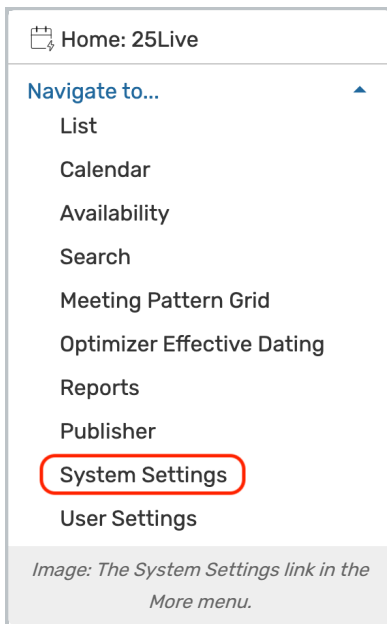 Home: 25Live
Navigate to...
List
Calendar
Availability
Search
Meeting Pattern Grid
Optimizer Effective Dating
Reports
Publisher
System Settings
User Settings
Image: The System Settings link in the
More menu.